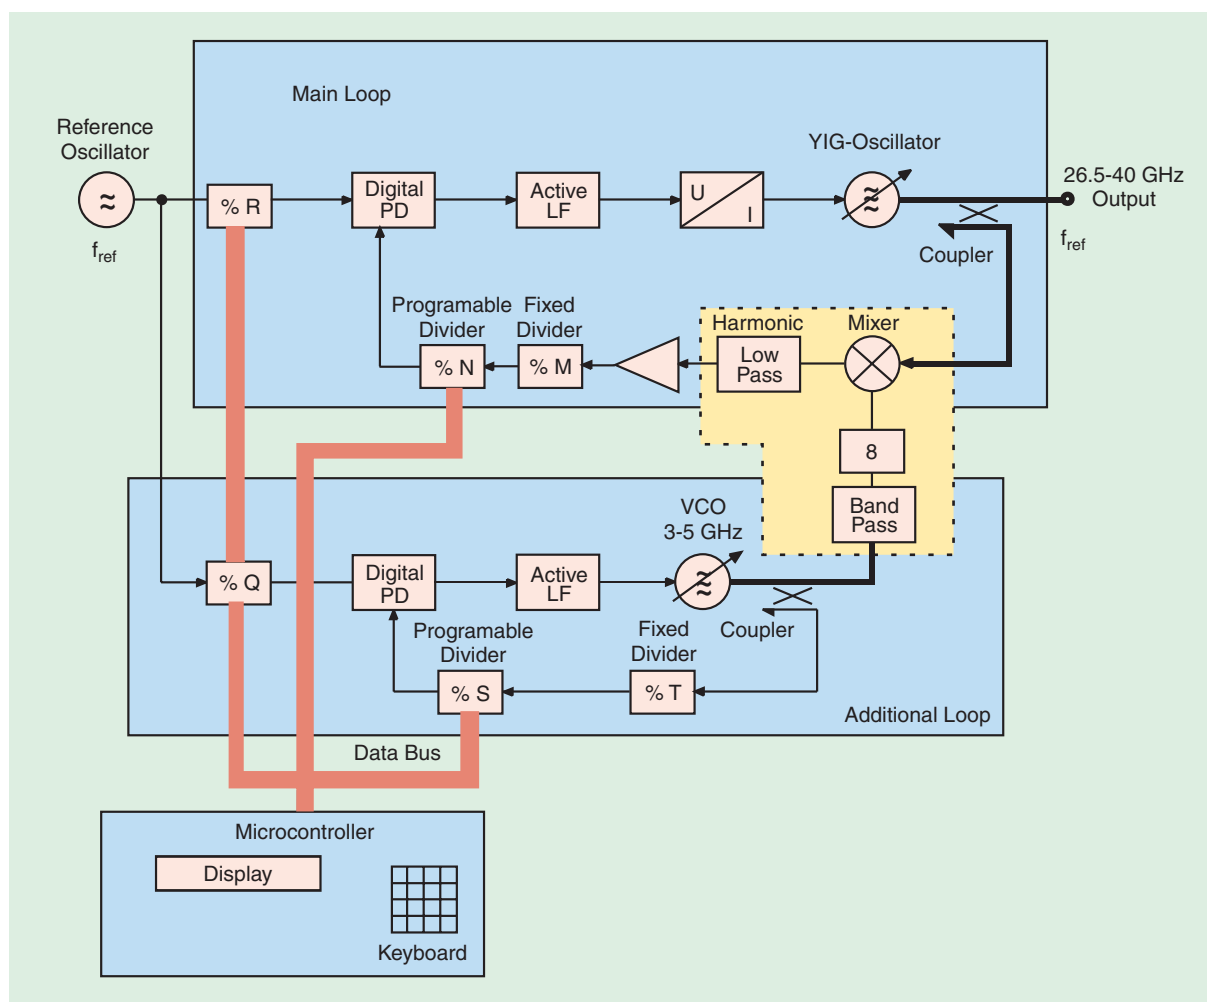 Main Loop
Reference
Oscillator
≈
f_ref
% R
Digital
PD
Active
LF
U
I
YIG-Oscillator
≈
26.5-40 GHz
Output
f_ref
Coupler
Programable
Divider
% N
Fixed
Divider
% M
Harmonic
Low
Pass
Mixer
8
Band
Pass
VCO
3-5 GHz
≈
% Q
Digital
PD
Active
LF
Coupler
Programable
Divider
% S
Fixed
Divider
% T
Additional Loop
Data Bus
Microcontroller
Display
Keyboard